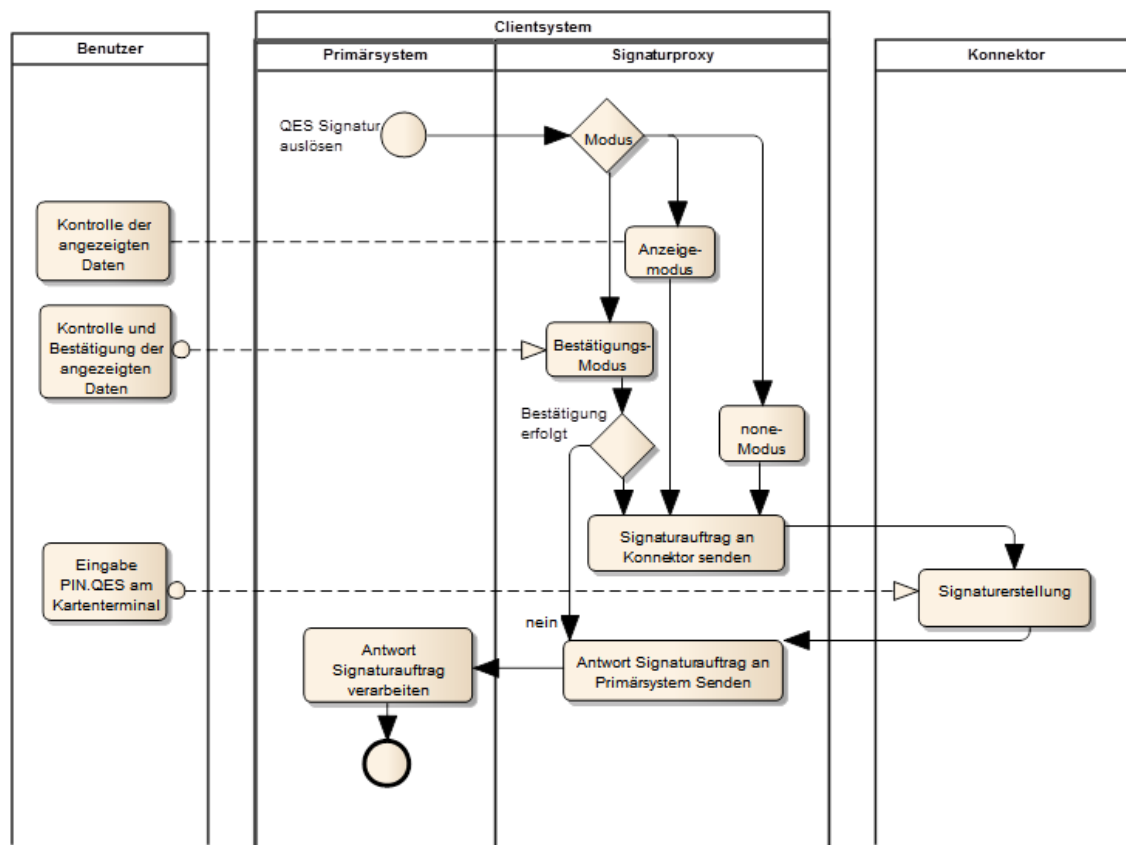 Clientsystem
Benutzer
Primärsystem
Signaturproxy
Konnektor
QES Signatur
auslösen
Modus
Kontrolle der
angezeigten
Daten
Anzeige-
modus
Kontrolle und
Bestätigung der
angezeigten
Daten
Bestätigungs-
Modus
Bestätigung
erfolgt
none-
Modus
Signaturauftrag an
Konnektor senden
Eingabe
PIN.QES am
Kartenterminal
Signaturerstellung
nein
Antwort
Signaturauftrag
verarbeiten
Antwort Signaturauftrag an
Primärsystem Senden